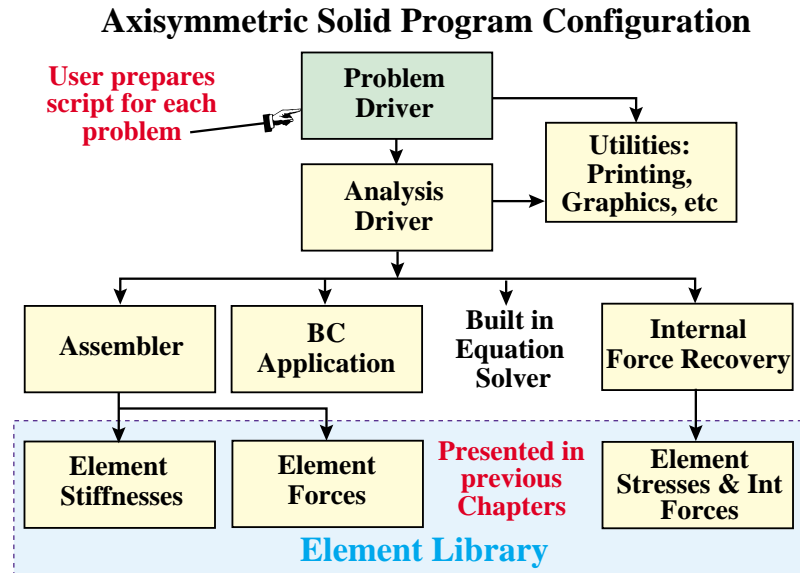 Axisymmetric Solid Program Configuration
User prepares
script for each
problem
Problem
Driver
Utilities:
Printing,
Graphics, etc
Analysis
Driver
Assembler
BC
Application
Built in
Equation
Solver
Internal
Force Recovery
Element
Stiffnesses
Element
Forces
Presented in
previous
Chapters
Element
Stresses & Int
Forces
Element Library